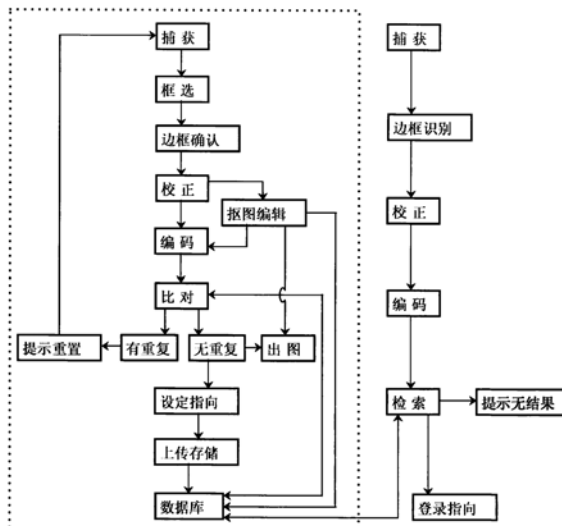 捕 获
框 选
边框确认
校 正
抠图编辑
编 码
比 对
提示重置
有重复
无重复
出 图
设定指向
上传存储
数据库
捕 获
边框识别
校 正
编 码
检 索
提示无结果
登录指向